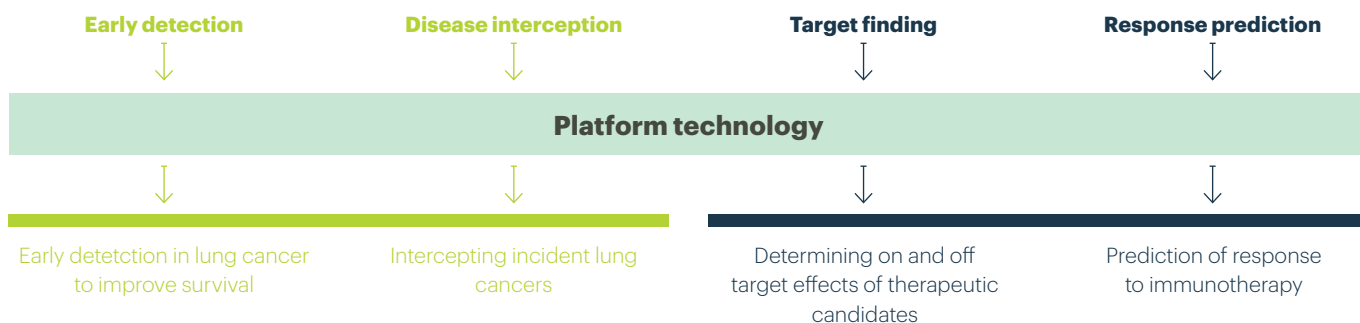 Early detection
Disease interception
Target finding
Response prediction
Platform technology
Early detetction in lung cancer
to improve survival
Intercepting incident lung
cancers
Determining on and off
target effects of therapeutic
candidates
Prediction of response
to immunotherapy